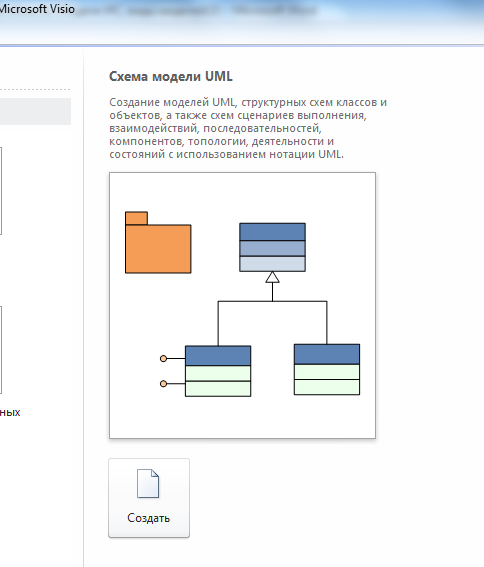 Microsoft Visio
Схема модели UML
Создание моделей UML, структурных схем классов и
объектов, а также схем сценариев выполнения,
взаимодействий, последовательностей,
компонентов, топологии, деятельности и
состояний с использованием нотации UML.
ных
Создать